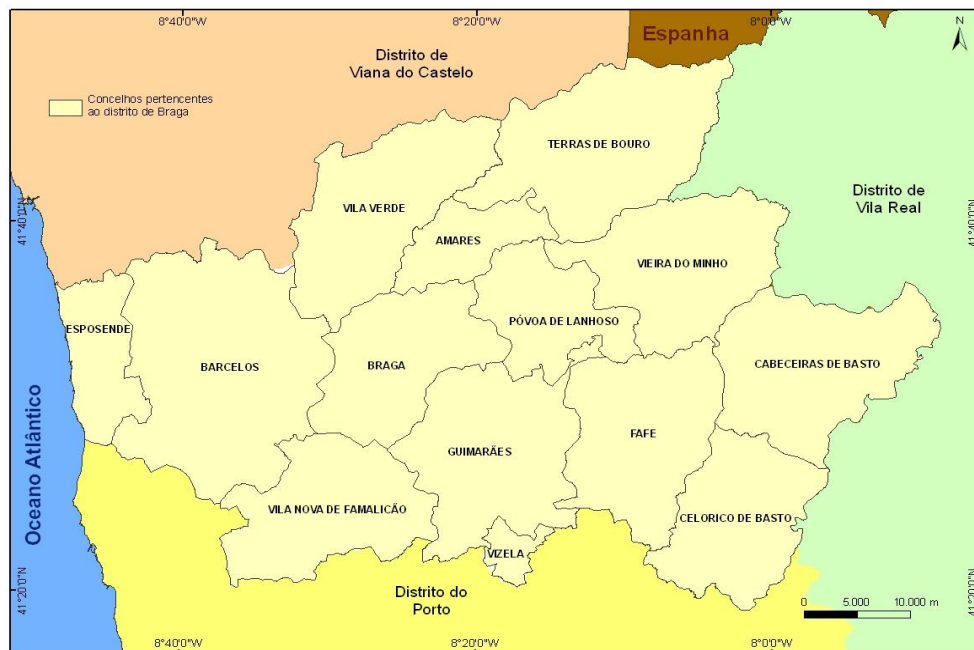 8°40'0"W
8°20'0"W
8°00'0"W
Espanha
N
Distrito de
Viana do Castelo
Concelhos pertencentes
ao distrito de Braga
TERRAS DE BOURO
Distrito de
Vila Real
41°40'0"N
41°40'0"N
VILA VERDE
AMARES
VIEIRA DO MINHO
ESPOSENDE
PÓVOA DE LANHOSO
BARCELOS
BRAGA
CABECEIRAS DE BASTO
Oceano Atlântico
FAFE
GUIMARÃES
VILA NOVA DE FAMALICÃO
CELORICO DE BASTO
VIZELA
41°20'0"N
41°20'0"N
Distrito do
Porto
0 5.000 10.000 m
8°40'0"W
8°20'0"W
8°0'0"W